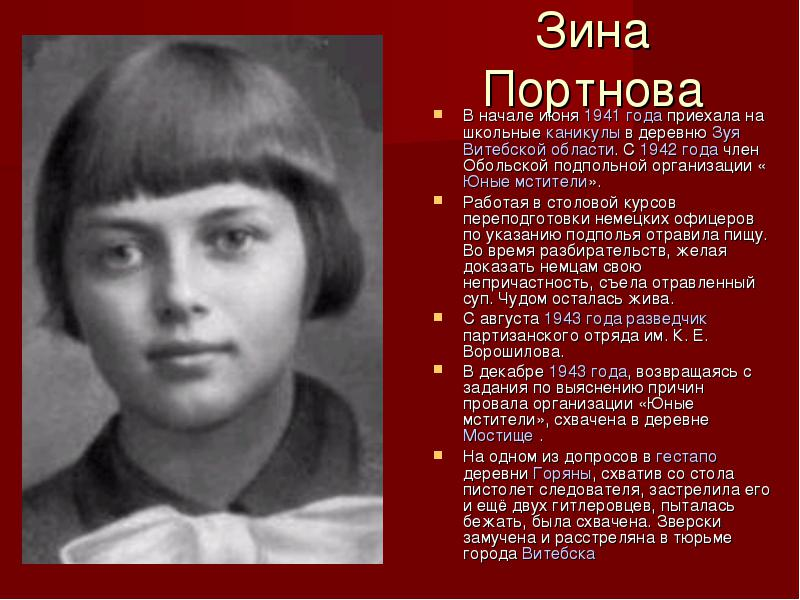 Зина
Портнова
В начале июня 1941 года приехала на
школьные каникулы в деревню Зуя
Витебской области. С 1942 года член
Обольской подпольной организации «
Юные мстители».
Работая в столовой курсов
переподготовки немецких офицеров
по указанию подполья отравила пищу.
Во время разбирательств, желая
доказать немцам свою
непричастность, съела отравленный
суп. Чудом осталась жива.
С августа 1943 года разведчик
партизанского отряда им. К. Е.
Ворошилова.
В декабре 1943 года, возвращаясь с
задания по выяснению причин
провала организации «Юные
мстители», схвачена в деревне
Мостище .
На одном из допросов в гестапо
деревни Горяны, схватив со стола
пистолет следователя, застрелила его
и ещё двух гитлеровцев, пыталась
бежать, была схвачена. Зверски
замучена и расстреляна в тюрьме
города Витебска